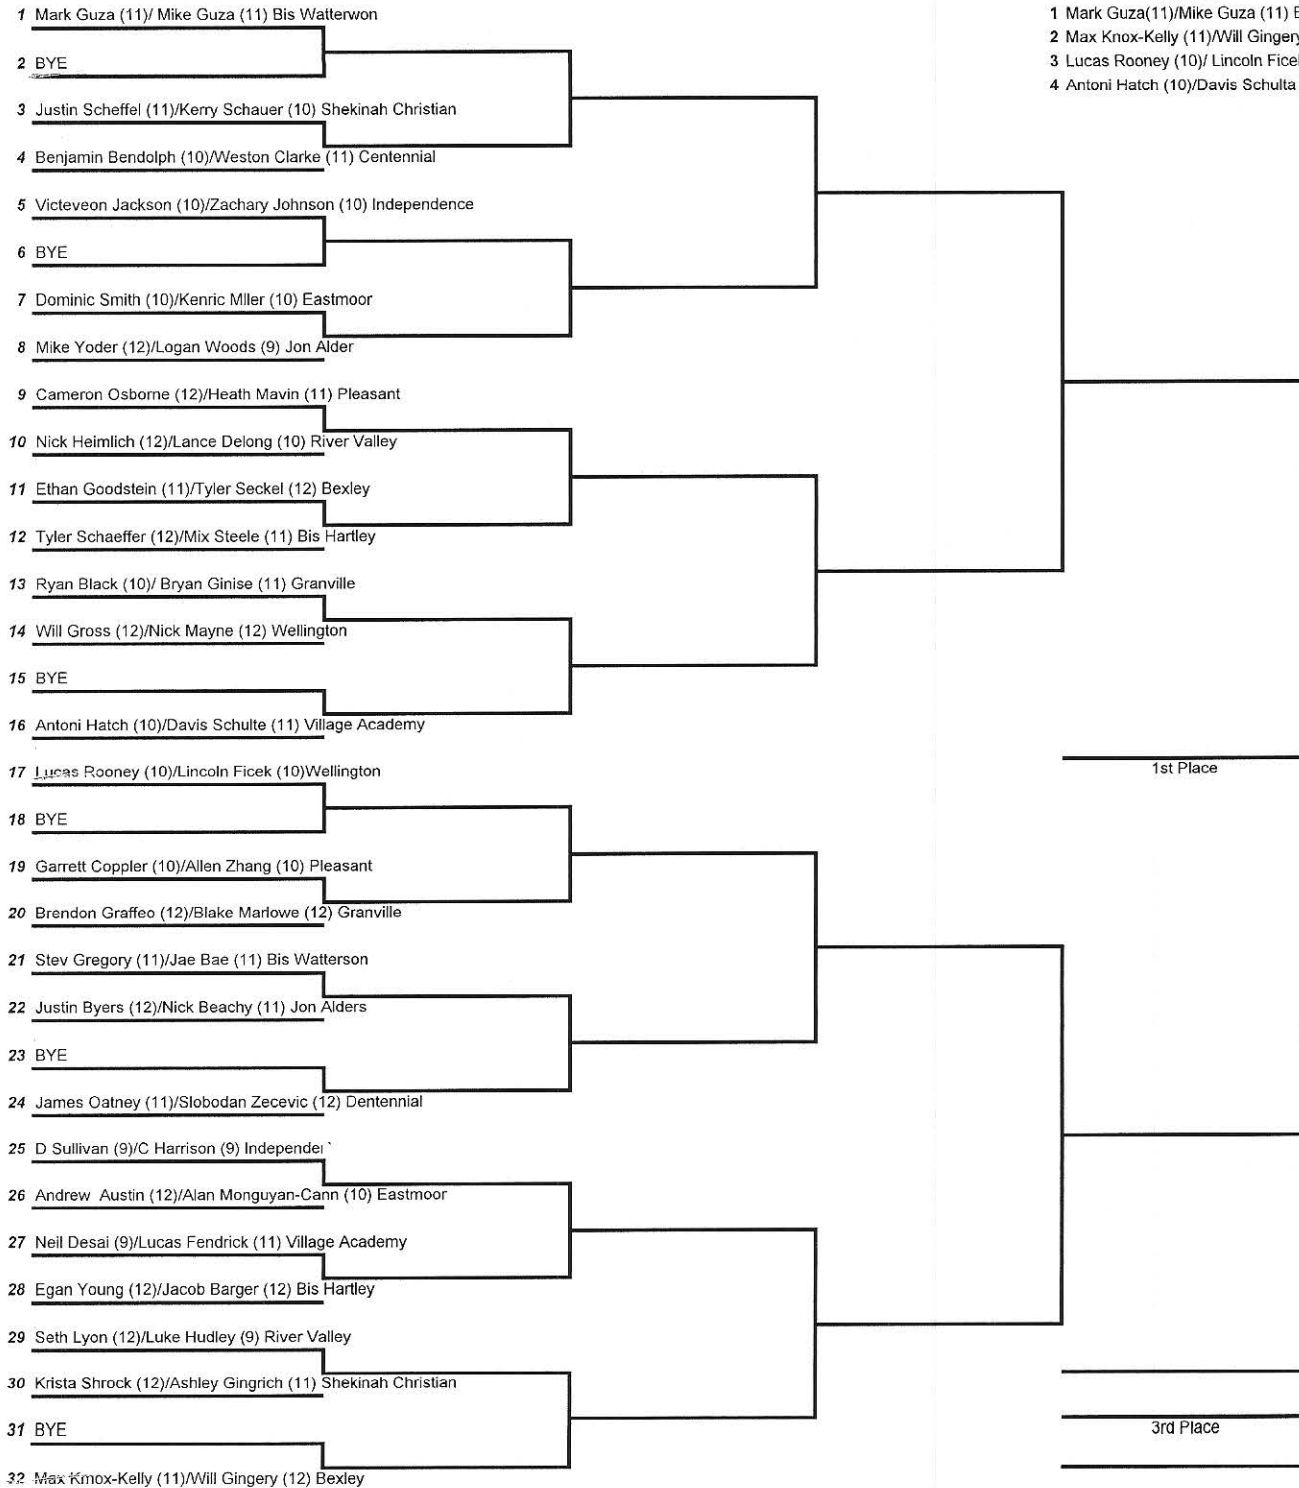 1 Mark Guza (11)/ Mike Guza (11) Bis Watterwon
2 BYE
3 Justin Scheffel (11)/Kerry Schauer (10) Shekinah Christian
4 Benjamin Bendolph (10)/Weston Clarke (11) Centennial
5 Victeveon Jackson (10)/Zachary Johnson (10) Independence
6 BYE
7 Dominic Smith (10)/Kenric Mller (10) Eastmoor
8 Mike Yoder (12)/Logan Woods (9) Jon Alder
9 Cameron Osborne (12)/Heath Mavin (11) Pleasant
10 Nick Heimlich (12)/Lance Delong (10) River Valley
11 Ethan Goodstein (11)/Tyler Seckel (12) Bexley
12 Tyler Schaeffer (12)/Mix Steele (11) Bis Hartley
13 Ryan Black (10)/ Bryan Ginise (11) Granville
14 Will Gross (12)/Nick Mayne (12) Wellington
15 BYE
16 Antoni Hatch (10)/Davis Schulte (11) Village Academy
17 Lucas Rooney (10)/Lincoln Ficek (10)Wellington
18 BYE
19 Garrett Coppler (10)/Allen Zhang (10) Pleasant
20 Brendon Graffeo (12)/Blake Marlowe (12) Granville
21 Stev Gregory (11)/Jae Bae (11) Bis Watterson
22 Justin Byers (12)/Nick Beachy (11) Jon Alders
23 BYE
24 James Oatney (11)/Slobodan Zecevic (12) Dentennial
25 D Sullivan (9)/C Harrison (9) Independe
26 Andrew Austin (12)/Alan Monguyan-Cann (10) Eastmoor
27 Neil Desai (9)/Lucas Fendrick (11) Village Academy
28 Egan Young (12)/Jacob Barger (12) Bis Hartley
29 Seth Lyon (12)/Luke Hudley (9) River Valley
30 Krista Shrock (12)/Ashley Gingrich (11) Shekinah Christian
31 BYE
32 Max Kmox-Kelly (11)/Will Gingery (12) Bexley
1 Mark Guza(11)/Mike Guza (11)
2 Max Knox-Kelly (11)/Will Gingery
3 Lucas Rooney (10)/ Lincoln Ficek
4 Antoni Hatch (10)/Davis Schulta
1st Place
3rd Place